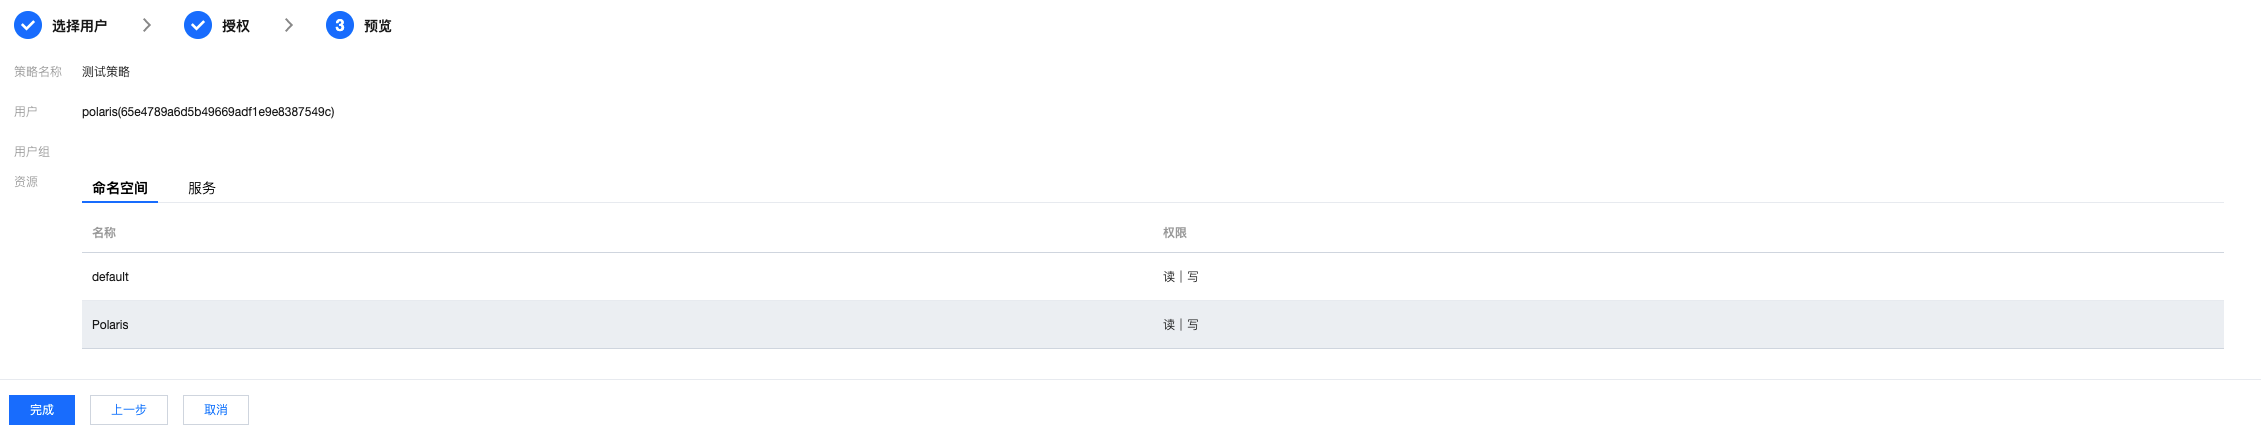 选择用户 授权 3 预览
策略名称 测试策略
用户 polaris(65e4789a6d5b49669adf1e9e8387549c)
用户组
资源 命名空间 服务
名称 权限
default 读 | 写
Polaris 读 | 写
完成 上一步 取消